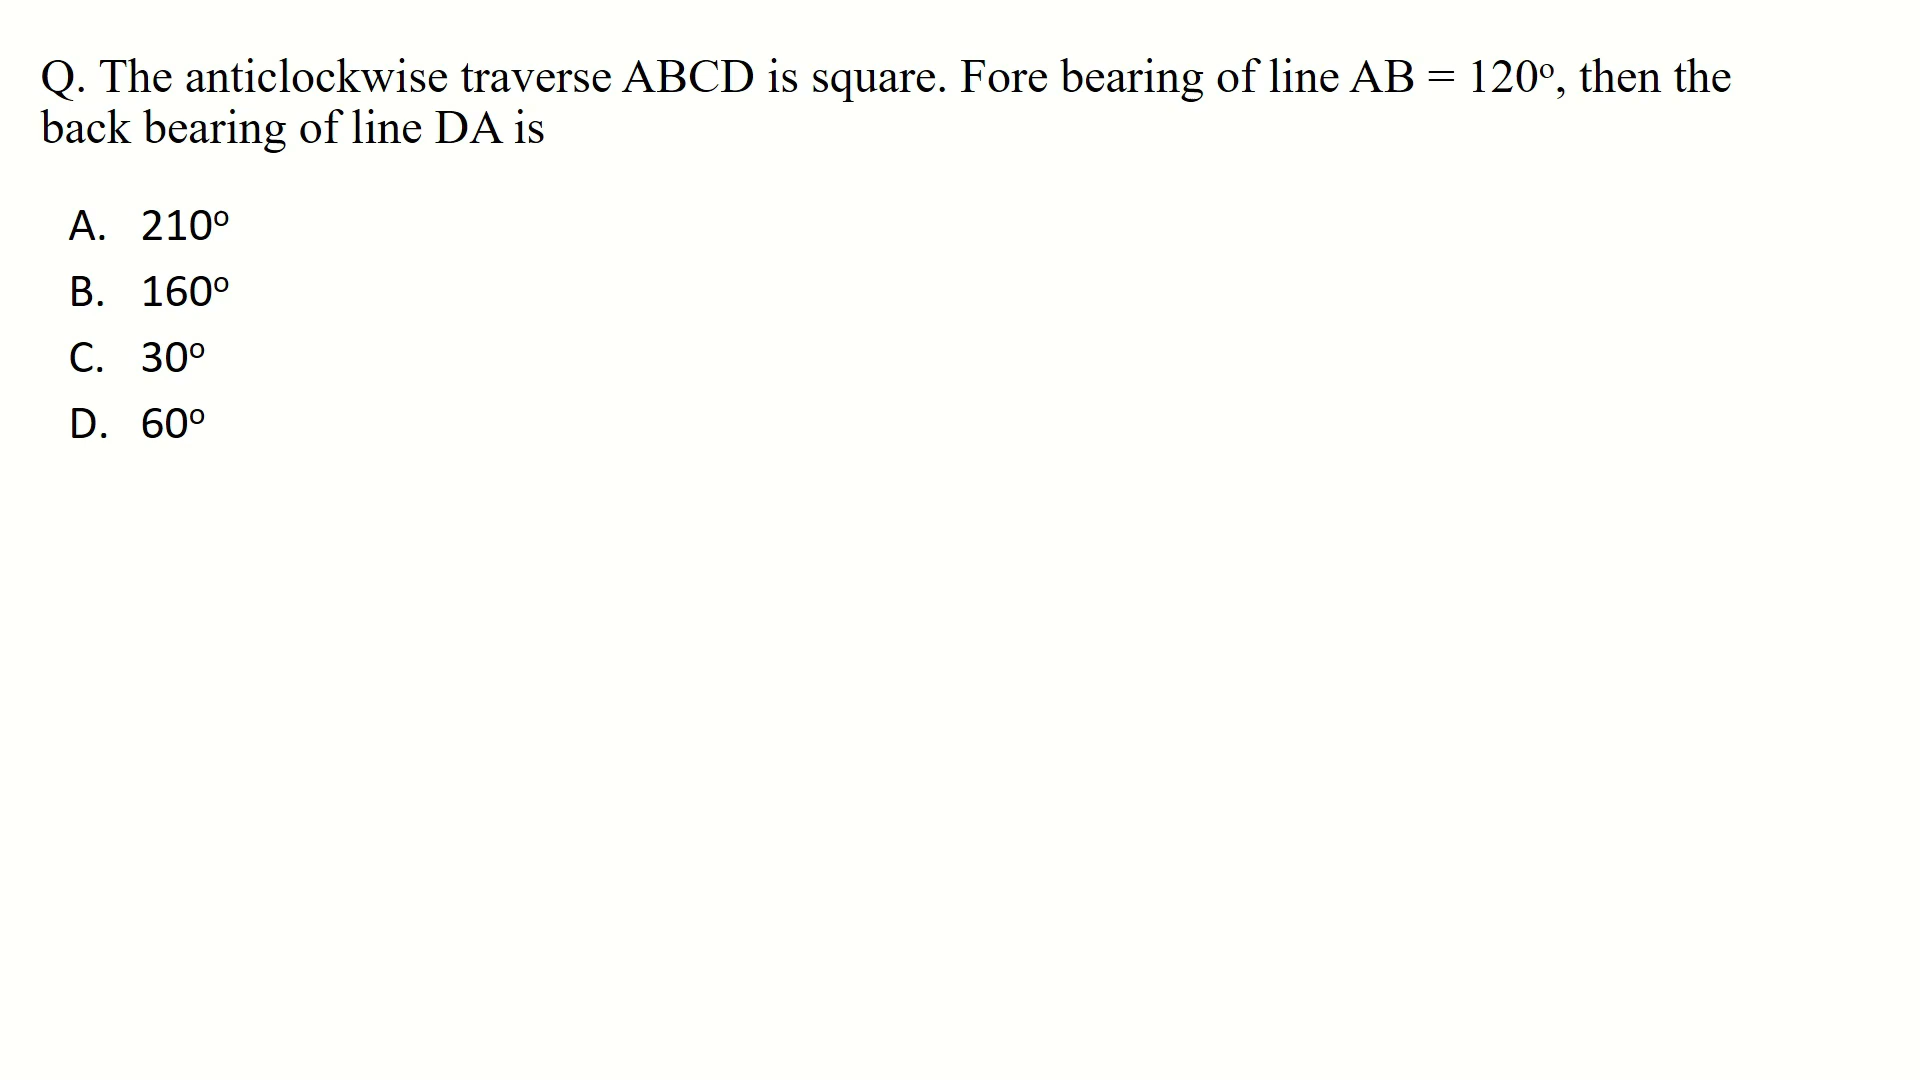 Q. The anticlockwise traverse ABCD is square. Fore bearing of line AB = 120º, then the
back bearing of line DA is
A. 210º
B. 160º
C. 30º
D. 60º